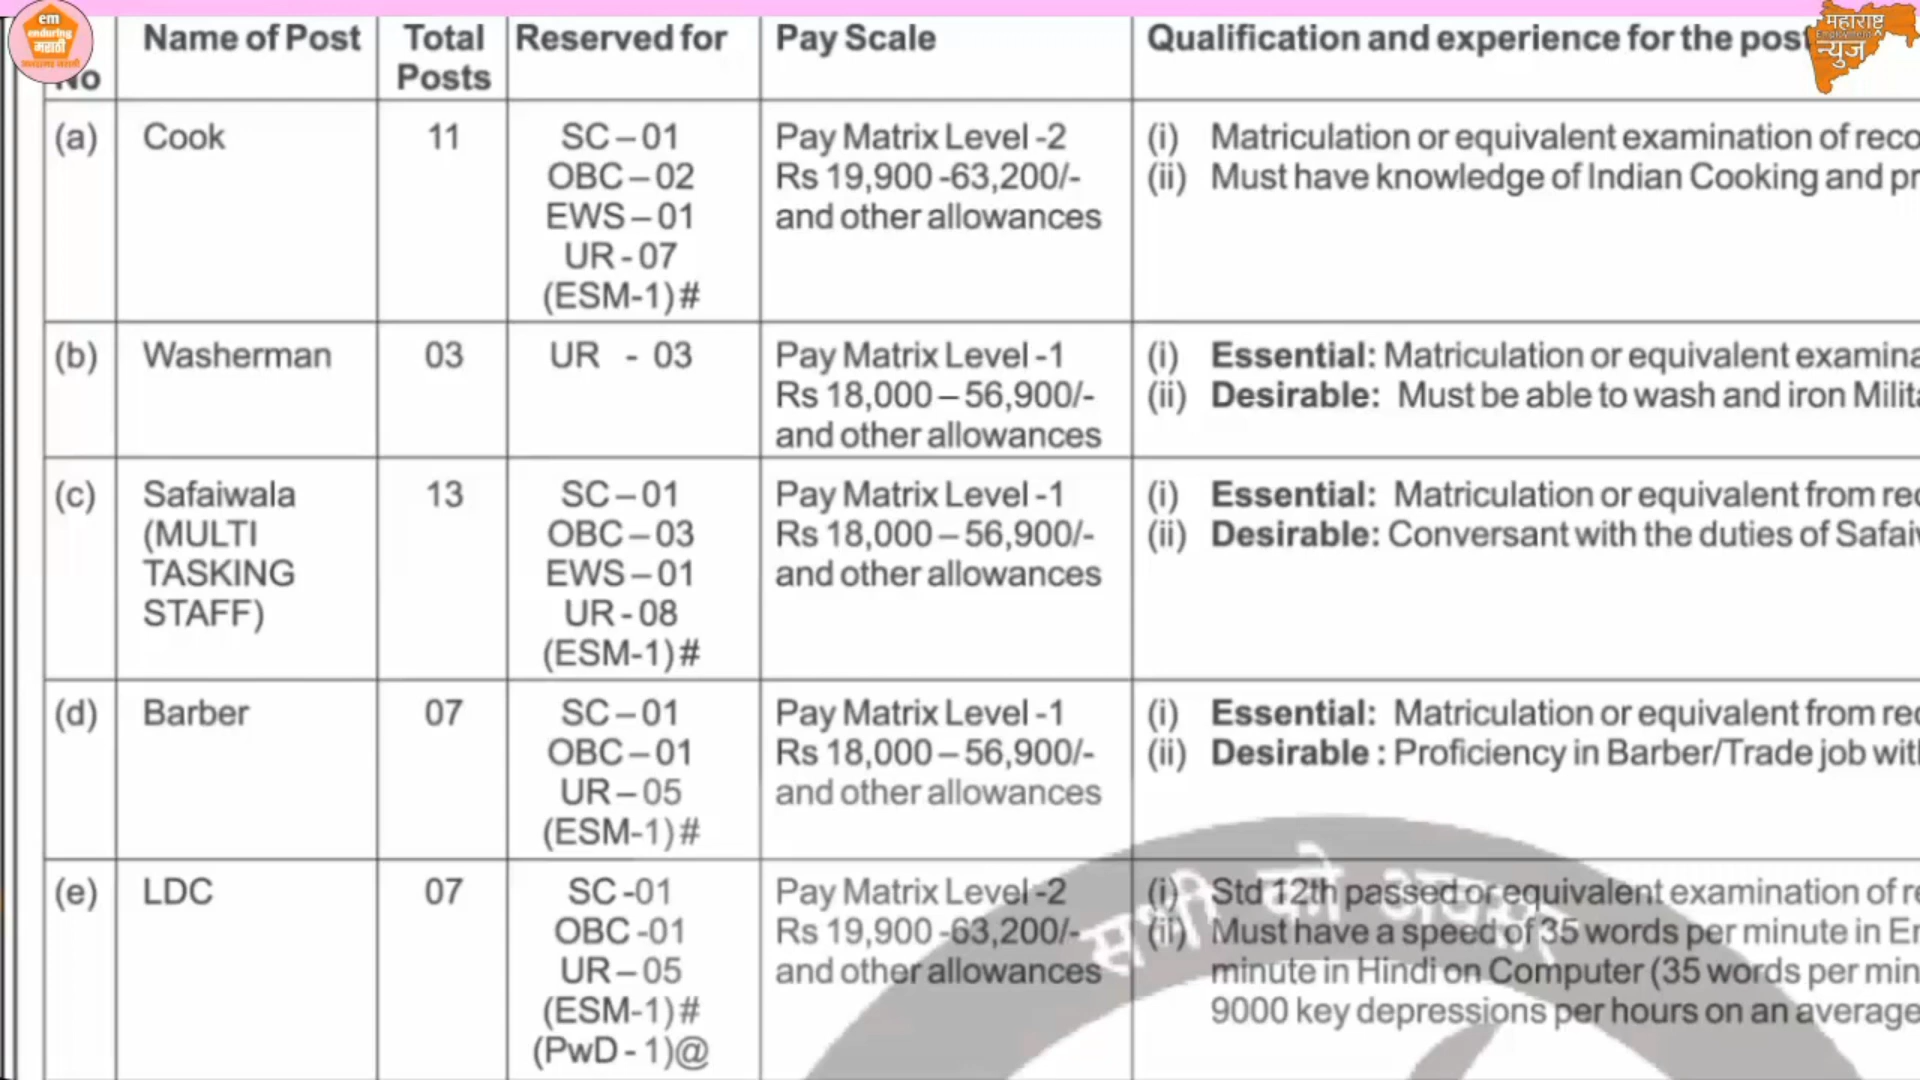 em
enduring
मराठी
महाराष्ट्र
Employment
न्यूज
No Name of Post Total Posts Reserved for Pay Scale Qualification and experience for the post
(a) Cook 11 SC – 01 Pay Matrix Level -2 (i) Matriculation or equivalent examination of reco
OBC – 02 Rs 19,900 -63,200/- (ii) Must have knowledge of Indian Cooking and pr
EWS – 01 and other allowances
UR - 07
(ESM-1) #
(b) Washerman 03 UR - 03 Pay Matrix Level -1 (i) Essential: Matriculation or equivalent examina
Rs 18,000 – 56,900/- (ii) Desirable: Must be able to wash and iron Milita
and other allowances
(c) Safaiwala 13 SC – 01 Pay Matrix Level -1 (i) Essential: Matriculation or equivalent from rec
(MULTI OBC – 03 Rs 18,000 – 56,900/- (ii) Desirable: Conversant with the duties of Safaiw
TASKING EWS – 01 and other allowances
STAFF) UR - 08
(ESM-1) #
(d) Barber 07 SC – 01 Pay Matrix Level -1 (i) Essential: Matriculation or equivalent from rec
OBC – 01 Rs 18,000 – 56,900/- (ii) Desirable : Proficiency in Barber/Trade job with
UR – 05 and other allowances
(ESM-1) #
(e) LDC 07 SC -01 Pay Matrix Level -2 (i) Std 12th passed or equivalent examination of re
OBC -01 Rs 19,900 -63,200/- (ii) Must have a speed of 35 words per minute in En
UR – 05 and other allowances minute in Hindi on Computer (35 words per min
(ESM-1) # 9000 key depressions per hours on an average
(PwD - 1)@
सभी को अवसर